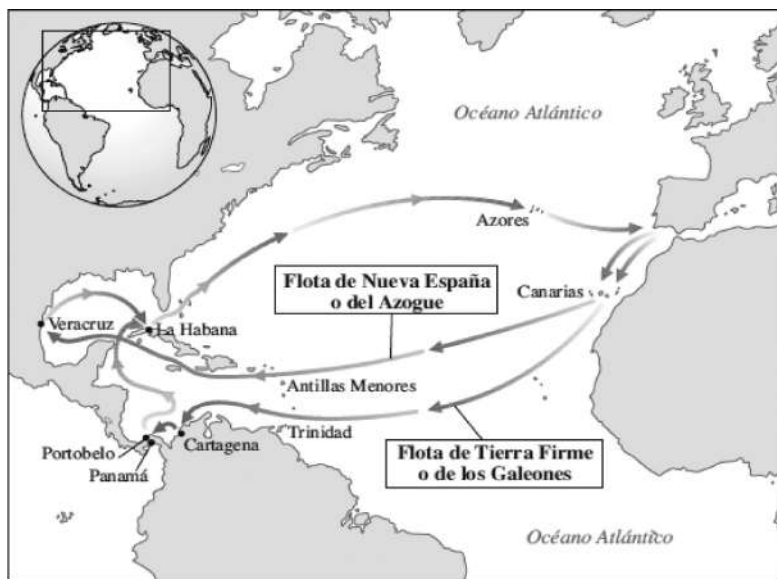 Océano Atlántico
Azores
Flota de Nueva España
o del Azogue
Canarias
Veracruz
La Habana
Antillas Menores
Trinidad
Cartagena
Portobelo
Panamá
Flota de Tierra Firme
o de los Galeones
Océano Atlántico